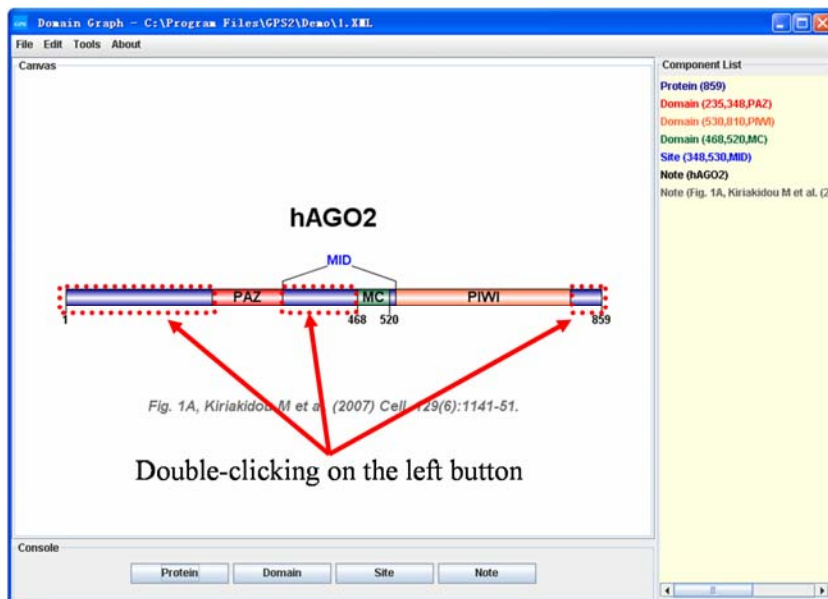 Domain Graph - C:\Program Files\GPS2\Demo\1.XML
File Edit Tools About
Canvas
Component List
Protein (859)
Domain (235,348,PAZ)
Domain (530,810,PIWI)
Domain (468,520,MC)
Site (348,530,MID)
Note (hAGO2)
Note (Fig. 1A, Kiriakidou M et al. (2
hAGO2
MID
PAZ MC PIWI
1 468 520 859
Fig. 1A, Kiriakidou M et al. (2007) Cell. 129(6):1141-51.
Double-clicking on the left button
Console
Protein Domain Site Note